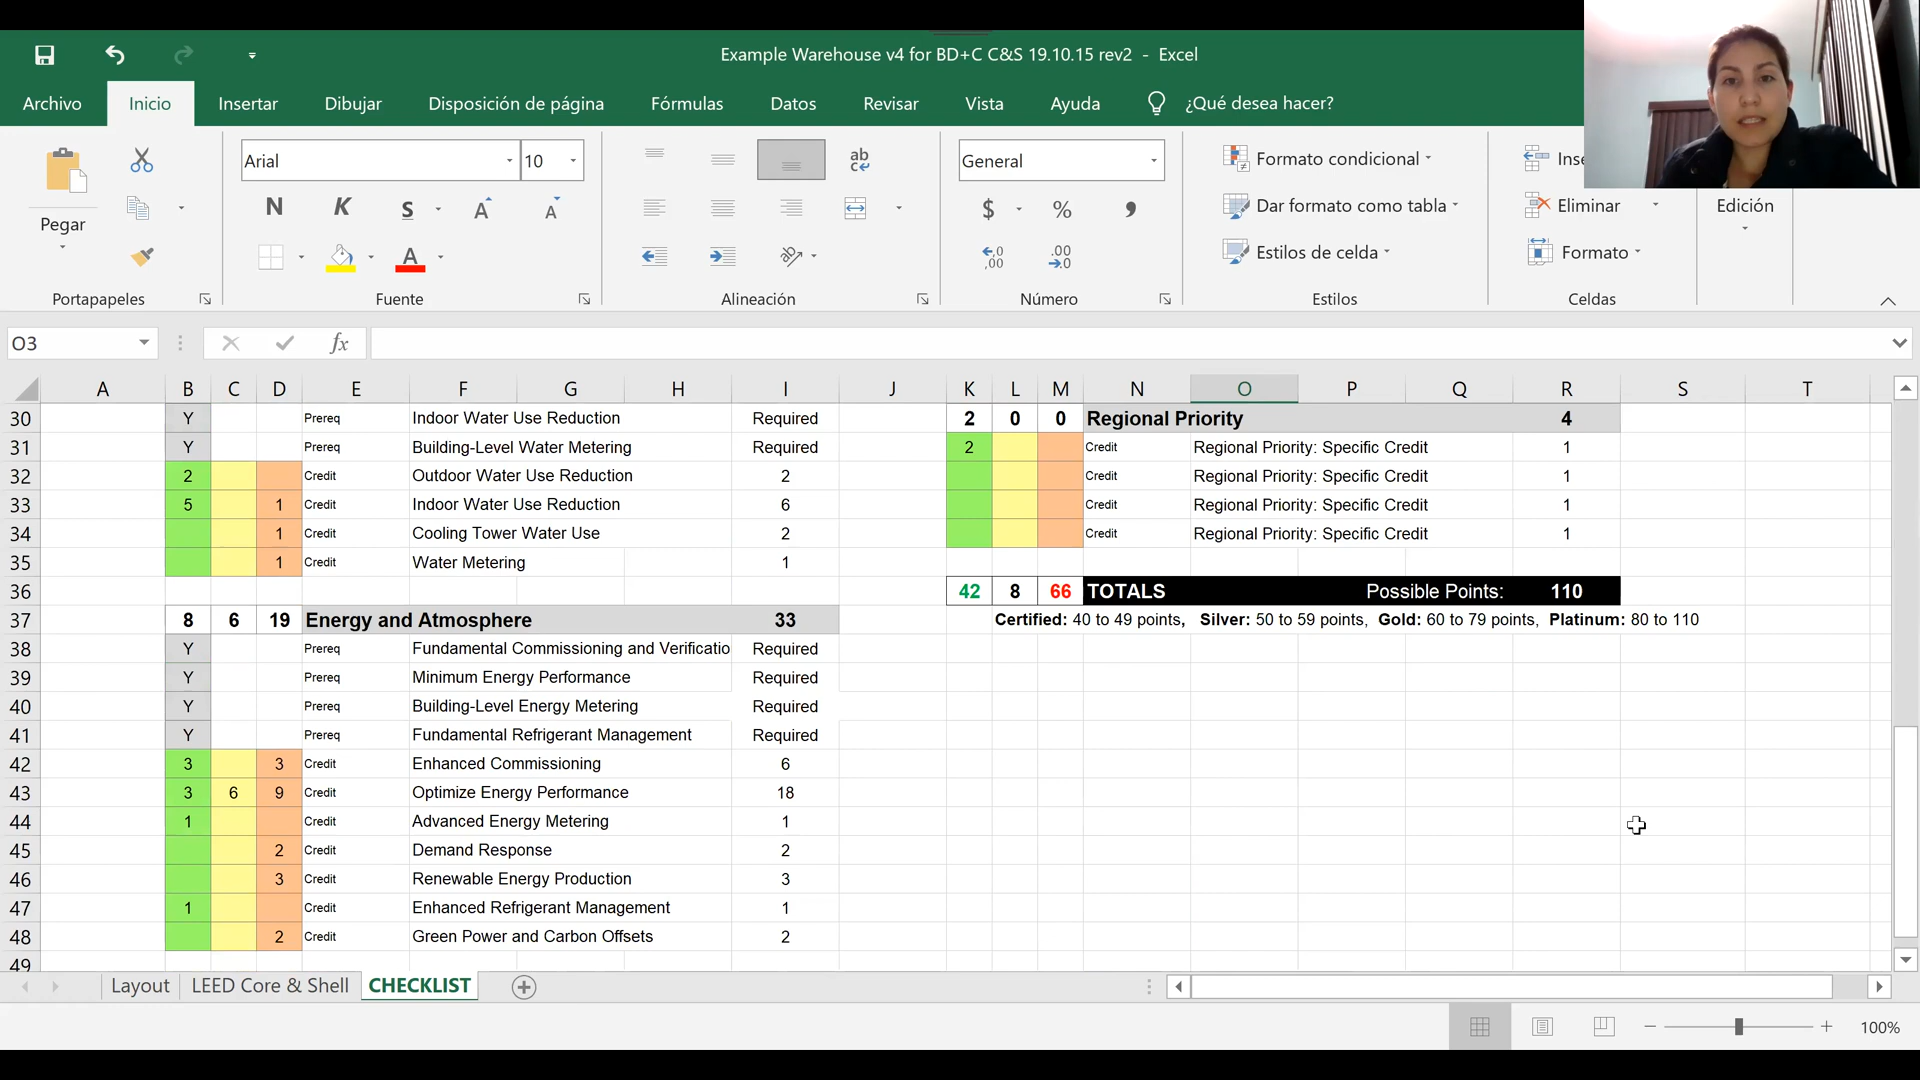 Example Warehouse v4 for BD+C C&S 19.10.15 rev2 - Excel
Archivo Inicio Insertar Dibujar Disposición de página Fórmulas Datos Revisar Vista Ayuda ¿Qué desea hacer?
Pegar
Portapapeles
Arial 10
N K S A A
A
Fuente
ab
Alineación
General
$ % ,
,00 ,00
Número
Formato condicional
Dar formato como tabla
Estilos de celda
Estilos
Eliminar
Formato
Celdas
Edición
O3 fx
A B C D E F G H I J K L M N O P Q R S T
30 Y Prereq Indoor Water Use Reduction Required 2 0 0 Regional Priority 4
31 Y Prereq Building-Level Water Metering Required 2 Credit Regional Priority: Specific Credit 1
32 2 Credit Outdoor Water Use Reduction 2 Credit Regional Priority: Specific Credit 1
33 5 1 Credit Indoor Water Use Reduction 6 Credit Regional Priority: Specific Credit 1
34 1 Credit Cooling Tower Water Use 2 Credit Regional Priority: Specific Credit 1
35 1 Credit Water Metering 1
36 42 8 66 TOTALS Possible Points: 110
37 8 6 19 Energy and Atmosphere 33 Certified: 40 to 49 points, Silver: 50 to 59 points, Gold: 60 to 79 points, Platinum: 80 to 110
38 Y Prereq Fundamental Commissioning and Verificatio Required
39 Y Prereq Minimum Energy Performance Required
40 Y Prereq Building-Level Energy Metering Required
41 Y Prereq Fundamental Refrigerant Management Required
42 3 3 Credit Enhanced Commissioning 6
43 3 6 9 Credit Optimize Energy Performance 18
44 1 Credit Advanced Energy Metering 1
45 2 Credit Demand Response 2
46 3 Credit Renewable Energy Production 3
47 1 Credit Enhanced Refrigerant Management 1
48 2 Credit Green Power and Carbon Offsets 2
49
Layout LEED Core & Shell CHECKLIST
100%